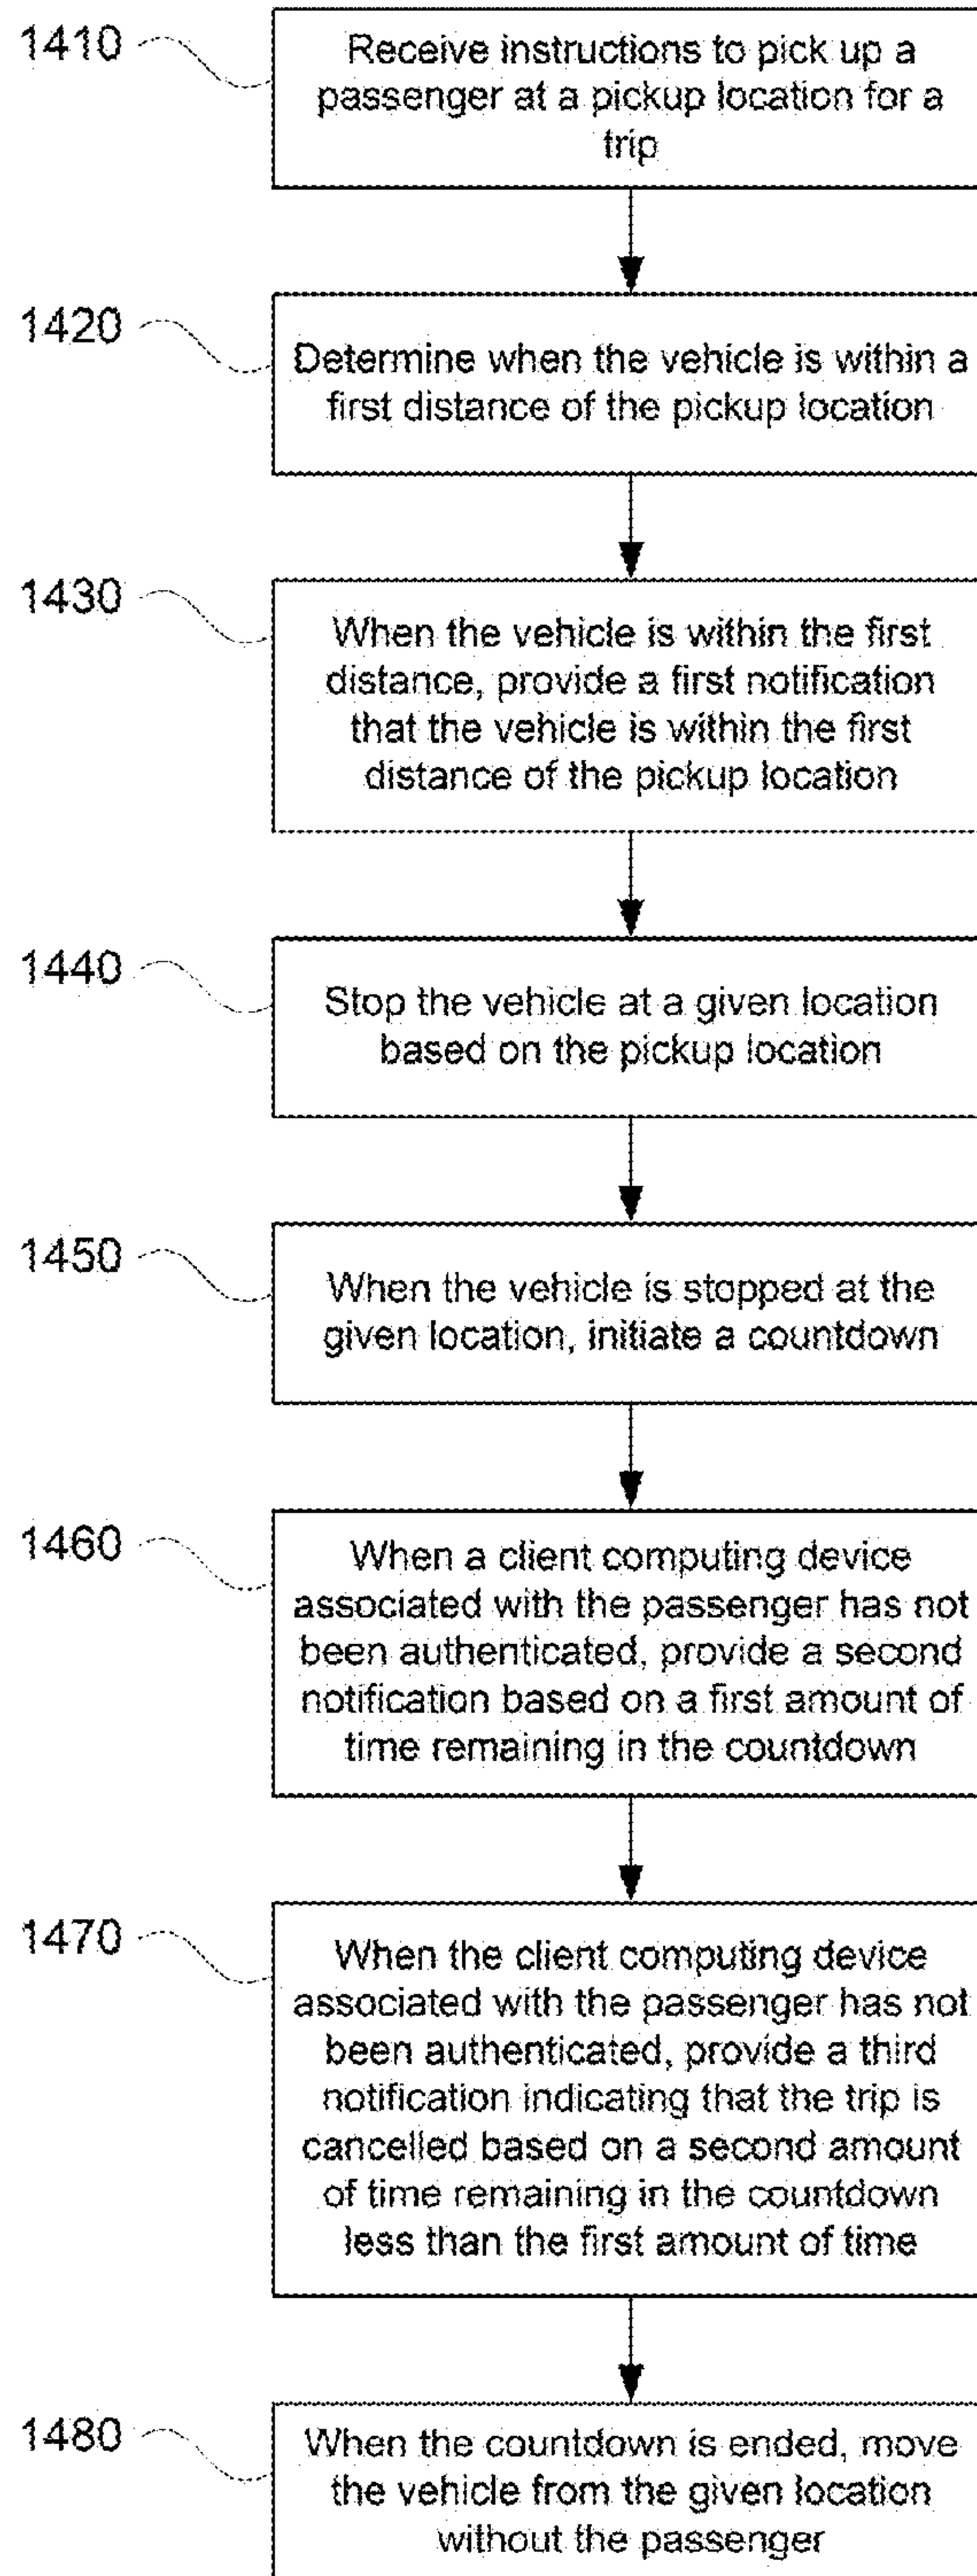 1410
Receive instructions to pick up a
passenger at a pickup location for a
trip
1420
Determine when the vehicle is within a
first distance of the pickup location
1430
When the vehicle is within the first
distance, provide a first notification
that the vehicle is within the first
distance of the pickup location
1440
Stop the vehicle at a given location
based on the pickup location
1450
When the vehicle is stopped at the
given location, initiate a countdown
1460
When a client computing device
associated with the passenger has not
been authenticated, provide a second
notification based on a first amount of
time remaining in the countdown
1470
When the client computing device
associated with the passenger has not
been authenticated, provide a third
notification indicating that the trip is
cancelled based on a second amount
of time remaining in the countdown
less than the first amount of time
1480
When the countdown is ended, move
the vehicle from the given location
without the passenger